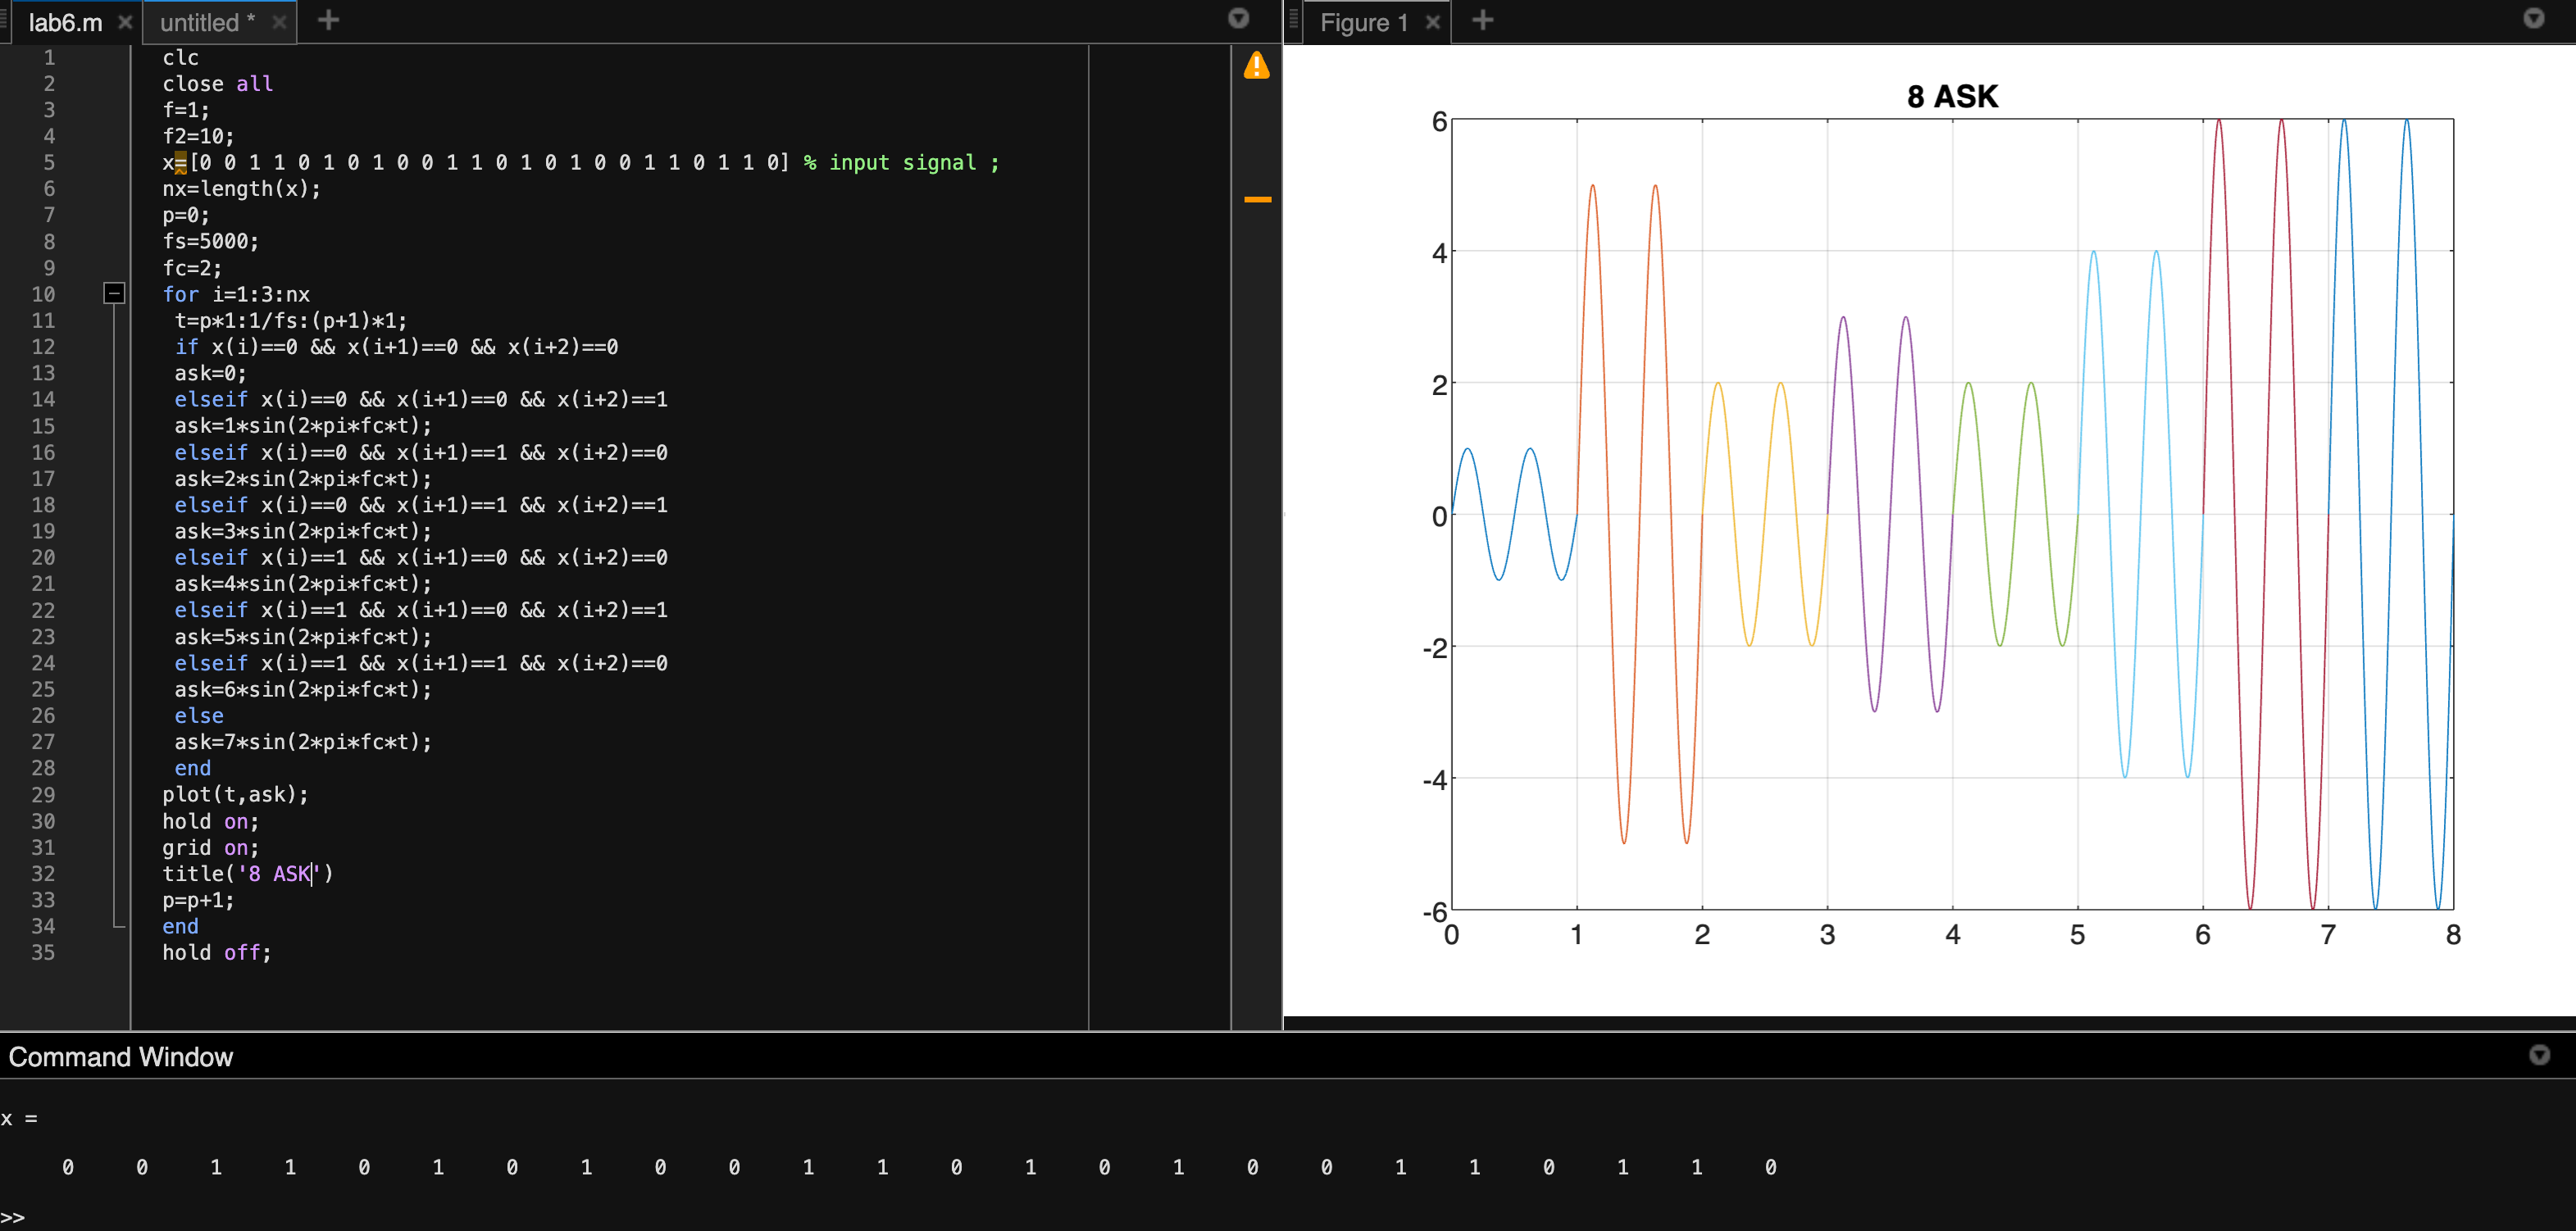 lab6.m × untitled * × +
1 clc
2 close all
3 f=1;
4 f2=10;
5 x=[0 0 1 1 0 1 0 1 0 0 1 1 0 1 0 1 0 0 1 1 0 1 1 0] % input signal ;
6 nx=length(x);
7 p=0;
8 fs=5000;
9 fc=2;
10 for i=1:3:nx
11 t=p*1:1/fs:(p+1)*1;
12 if x(i)==0 && x(i+1)==0 && x(i+2)==0
13 ask=0;
14 elseif x(i)==0 && x(i+1)==0 && x(i+2)==1
15 ask=1*sin(2*pi*fc*t);
16 elseif x(i)==0 && x(i+1)==1 && x(i+2)==0
17 ask=2*sin(2*pi*fc*t);
18 elseif x(i)==0 && x(i+1)==1 && x(i+2)==1
19 ask=3*sin(2*pi*fc*t);
20 elseif x(i)==1 && x(i+1)==0 && x(i+2)==0
21 ask=4*sin(2*pi*fc*t);
22 elseif x(i)==1 && x(i+1)==0 && x(i+2)==1
23 ask=5*sin(2*pi*fc*t);
24 elseif x(i)==1 && x(i+1)==1 && x(i+2)==0
25 ask=6*sin(2*pi*fc*t);
26 else
27 ask=7*sin(2*pi*fc*t);
28 end
29 plot(t,ask);
30 hold on;
31 grid on;
32 title('8 ASK')
33 p=p+1;
34 end
35 hold off;
Figure 1 × +
8 ASK
6
4
2
0
-2
-4
-6
0 1 2 3 4 5 6 7 8
Command Window
x =
0 0 1 1 0 1 0 1 0 0 1 1 0 1 0 1 0 0 1 1 0 1 1 0
>>